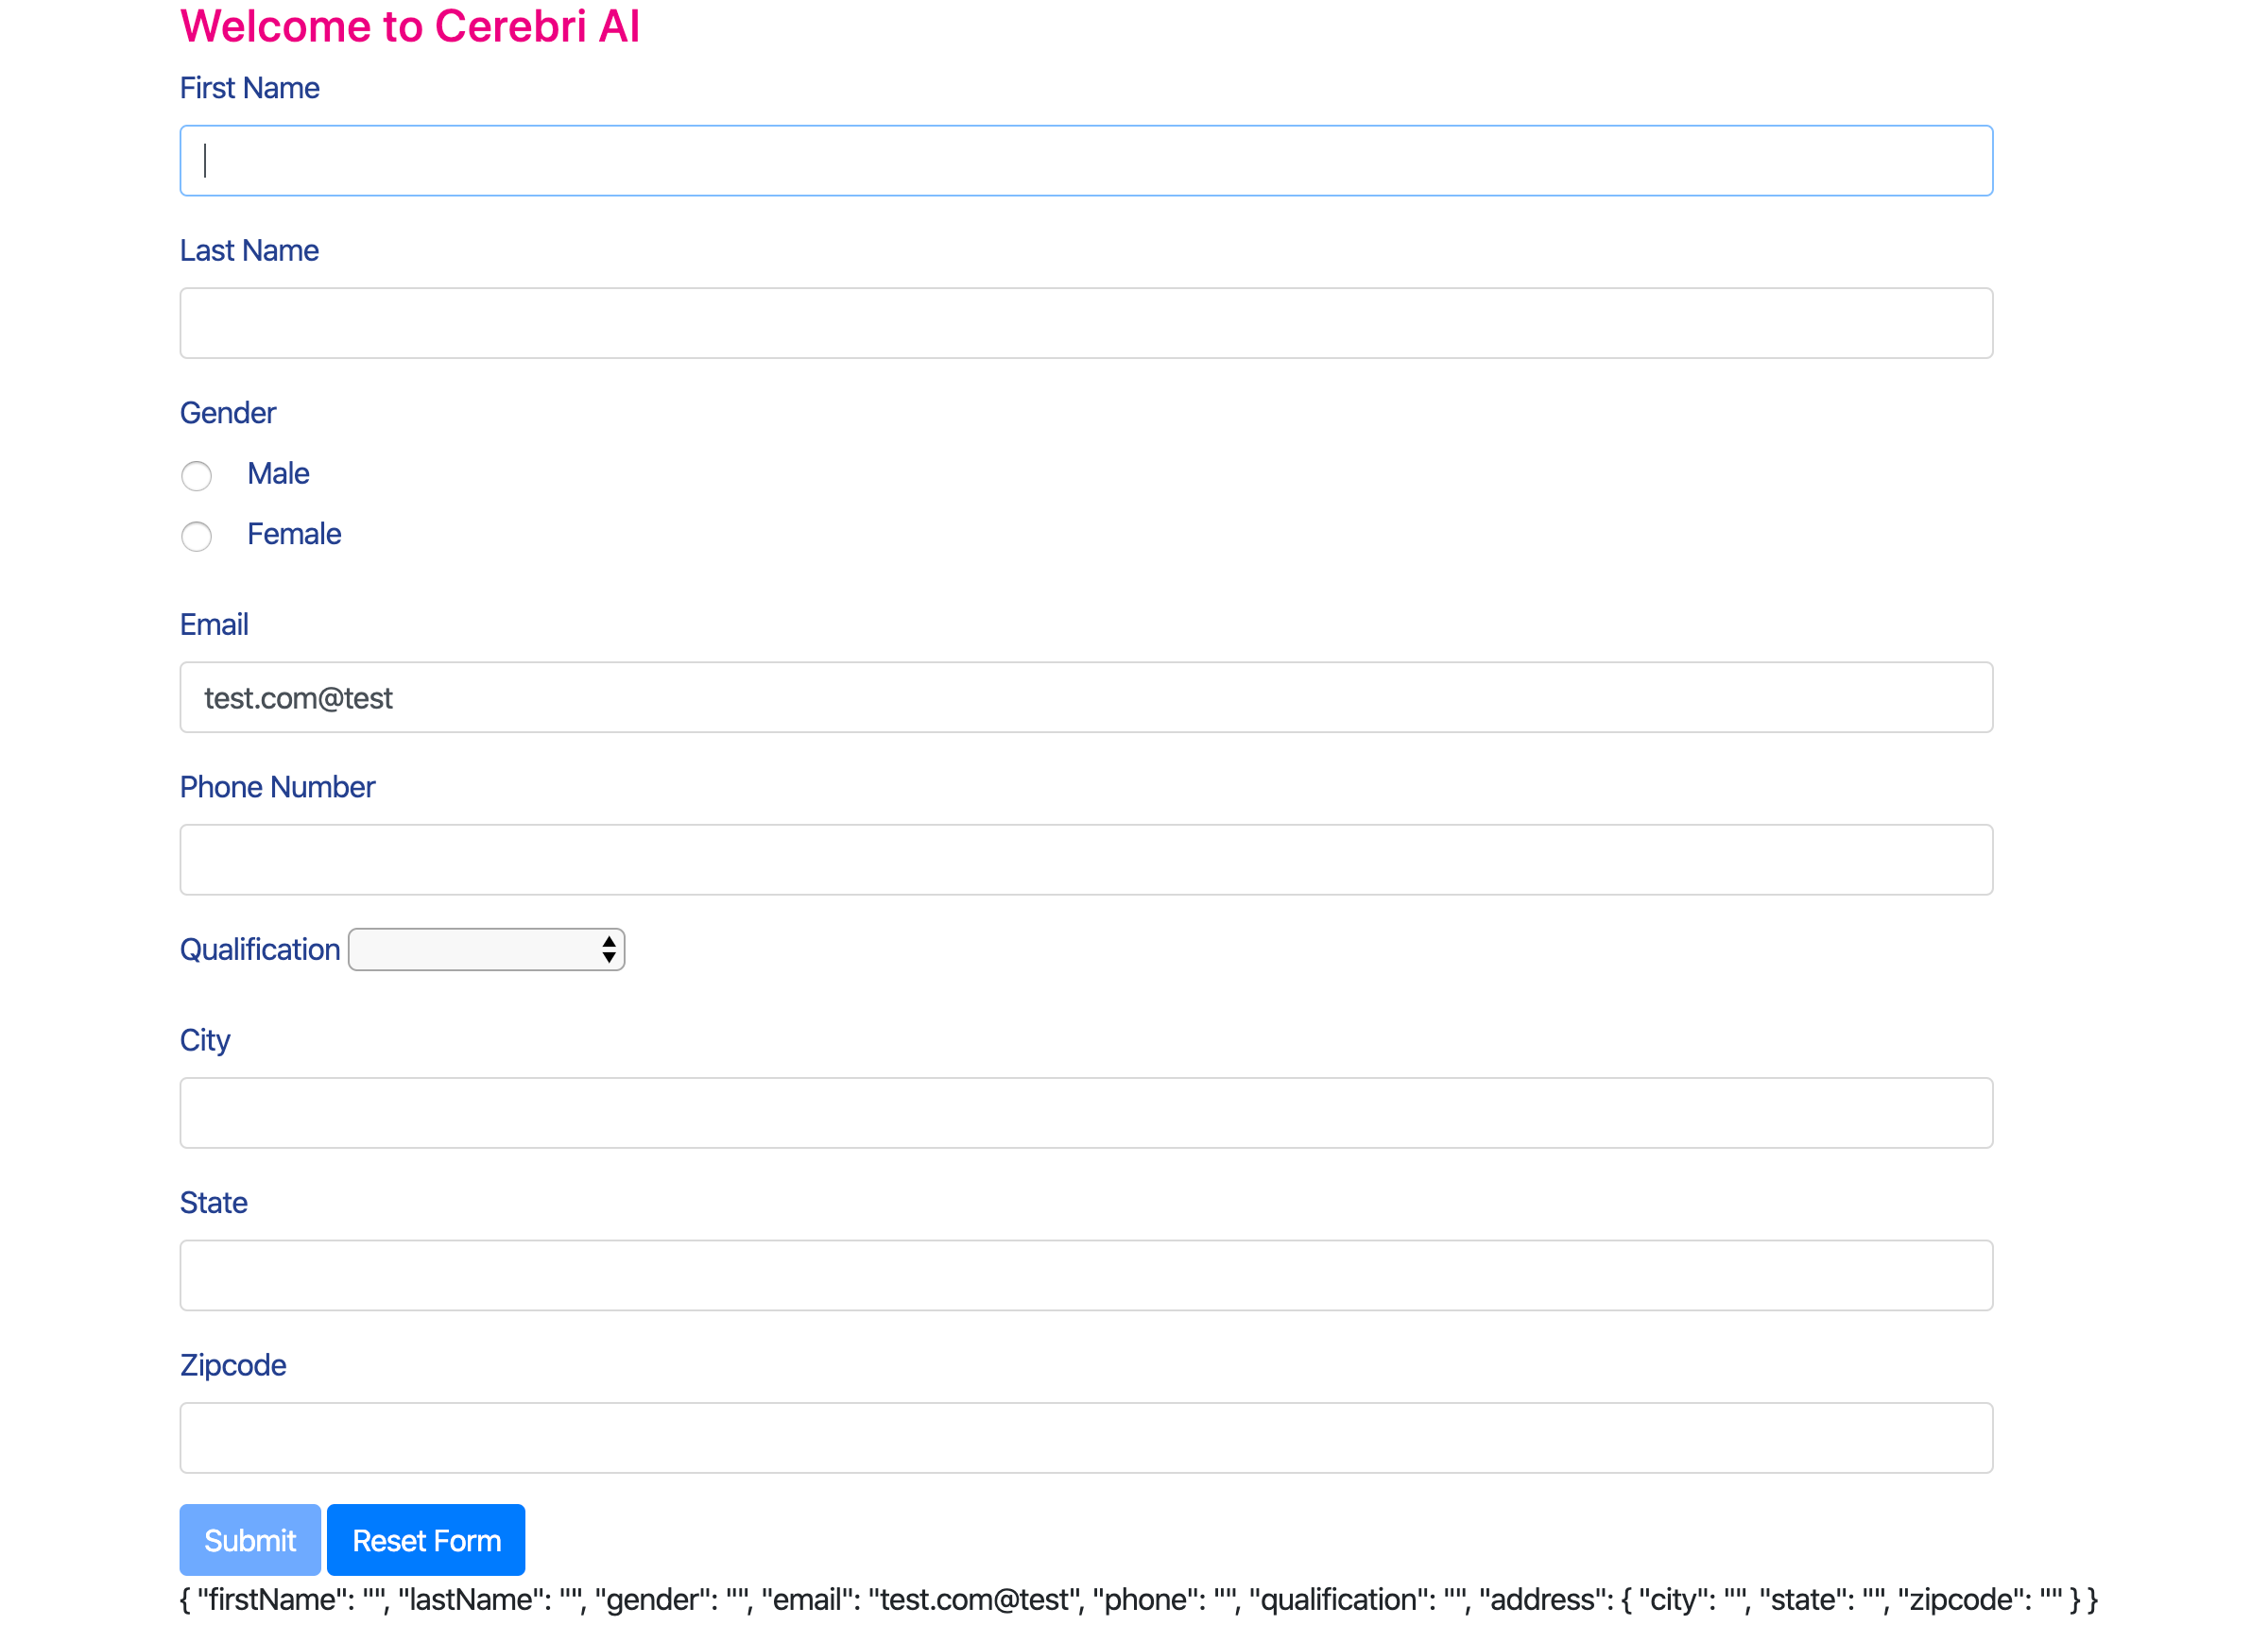 Welcome to Cerebri AI
First Name
Last Name
Gender
Male
Female
Email
test.com@test
Phone Number
Qualification
City
State
Zipcode
Submit Reset Form
{ "firstName": "", "lastName": "", "gender": "", "email": "test.com@test", "phone": "", "qualification": "", "address": { "city": "", "state": "", "zipcode": "" } }